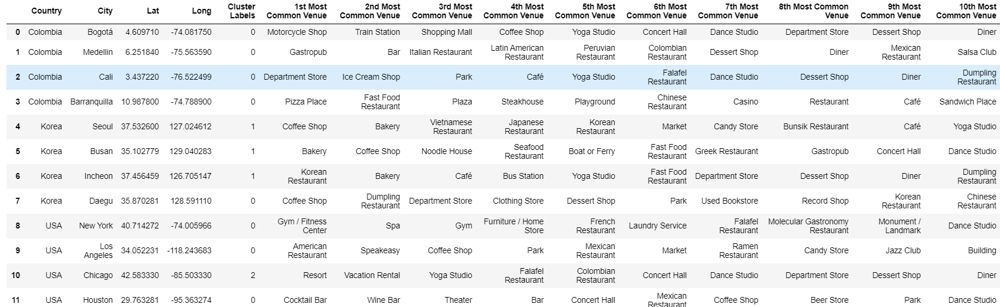 Country City Lat Long Cluster Labels 1st Most Common Venue 2nd Most Common Venue 3rd Most Common Venue 4th Most Common Venue 5th Most Common Venue 6th Most Common Venue 7th Most Common Venue 8th Most Common Venue 9th Most Common Venue 10th Most Common Venue
0 Colombia Bogotá 4.609710 -74.081750 0 Motorcycle Shop Train Station Shopping Mall Coffee Shop Yoga Studio Concert Hall Dance Studio Department Store Dessert Shop Diner
1 Colombia Medellin 6.251840 -75.563590 0 Gastropub Bar Italian Restaurant Latin American Restaurant Peruvian Restaurant Colombian Restaurant Dessert Shop Diner Mexican Restaurant Salsa Club
2 Colombia Cali 3.437220 -76.522499 0 Department Store Ice Cream Shop Park Café Yoga Studio Falafel Restaurant Dance Studio Dessert Shop Diner Dumpling Restaurant
3 Colombia Barranquilla 10.987800 -74.788900 0 Pizza Place Fast Food Restaurant Plaza Steakhouse Playground Chinese Restaurant Casino Restaurant Café Sandwich Place
4 Korea Seoul 37.532600 127.024612 1 Coffee Shop Bakery Vietnamese Restaurant Japanese Restaurant Korean Restaurant Market Candy Store Bunsik Restaurant Café Yoga Studio
5 Korea Busan 35.102779 129.040283 1 Bakery Coffee Shop Noodle House Seafood Restaurant Boat or Ferry Fast Food Restaurant Greek Restaurant Gastropub Concert Hall Dance Studio
6 Korea Incheon 37.456459 126.705147 1 Korean Restaurant Bakery Café Bus Station Yoga Studio Fast Food Restaurant Department Store Dessert Shop Diner Dumpling Restaurant
7 Korea Daegu 35.870281 128.591110 0 Coffee Shop Dumpling Restaurant Department Store Clothing Store Dessert Shop Park Used Bookstore Record Shop Korean Restaurant Chinese Restaurant
8 USA New York 40.714272 -74.005966 0 Gym / Fitness Center Spa Gym Furniture / Home Store French Restaurant Laundry Service Falafel Restaurant Molecular Gastronomy Restaurant Monument / Landmark Dance Studio
9 USA Los Angeles 34.052231 -118.243683 0 American Restaurant Speakeasy Coffee Shop Park Mexican Restaurant Market Ramen Restaurant Candy Store Jazz Club Building
10 USA Chicago 42.583330 -85.503330 2 Resort Vacation Rental Yoga Studio Falafel Restaurant Colombian Restaurant Concert Hall Dance Studio Department Store Dessert Shop Diner
11 USA Houston 29.763281 -95.363274 0 Cocktail Bar Wine Bar Theater Bar Concert Hall Mexican Restaurant Coffee Shop Beer Store Park Dance Studio